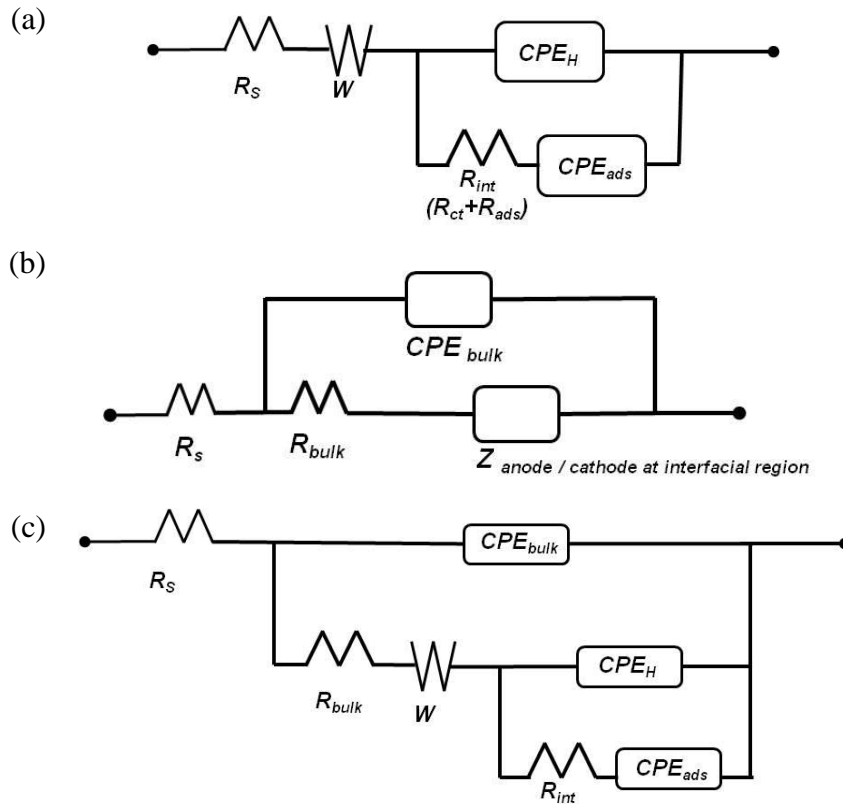 (a)
R_S
W
CPE_H
R_int
(R_ct+R_ads)
CPE_ads
(b)
CPE bulk
R_s
R_bulk
Z anode / cathode at interfacial region
(c)
CPE_bulk
R_S
R_bulk
W
CPE_H
R_int
CPE_ads